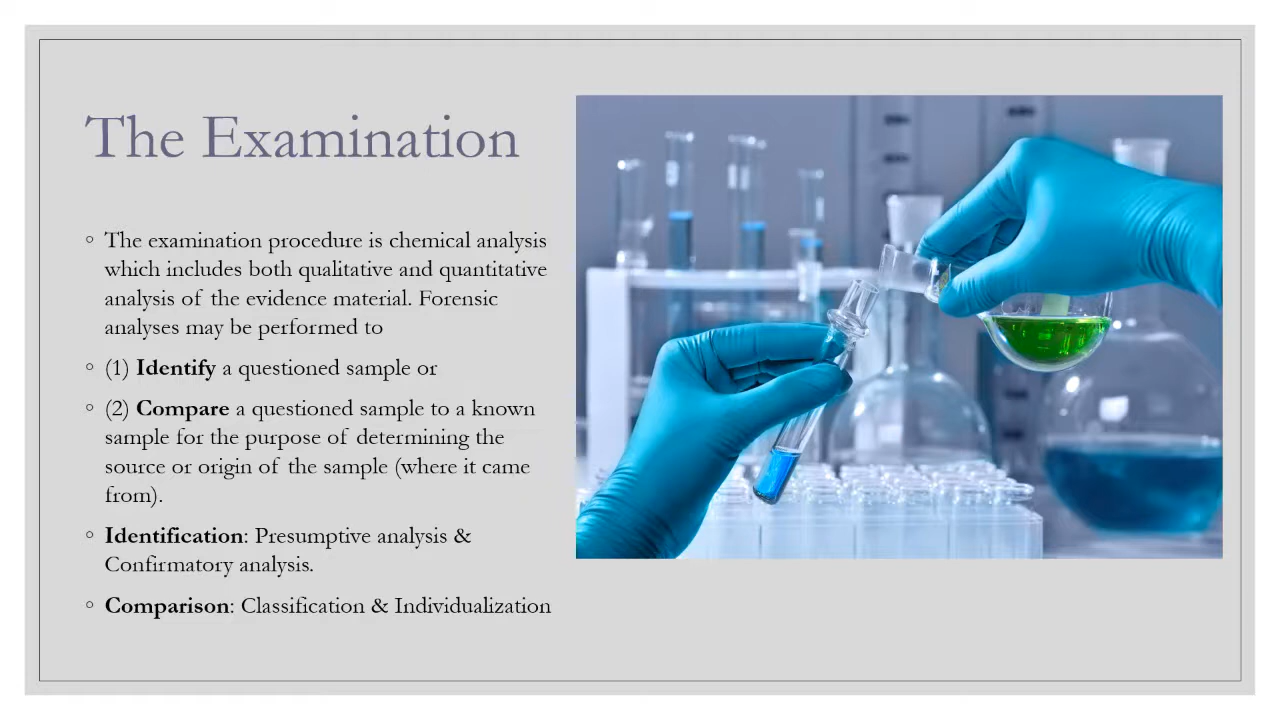 The Examination
◦ The examination procedure is chemical analysis
which includes both qualitative and quantitative
analysis of the evidence material. Forensic
analyses may be performed to
◦ (1) Identify a questioned sample or
◦ (2) Compare a questioned sample to a known
sample for the purpose of determining the
source or origin of the sample (where it came
from).
◦ Identification: Presumptive analysis &
Confirmatory analysis.
◦ Comparison: Classification & Individualization